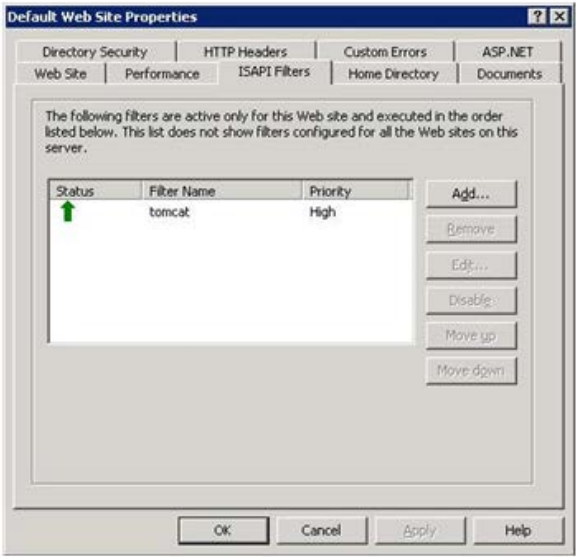 Default Web Site Properties
? X
Directory Security HTTP Headers Custom Errors ASP.NET
Web Site Performance ISAPI Filters Home Directory Documents
The following filters are active only for this Web site and executed in the order
listed below. This list does not show filters configured for all the Web sites on this
server.
Status Filter Name Priority
tomcat High
Add...
Remove
Edit...
Disable
Move up
Move down
OK Cancel Apply Help